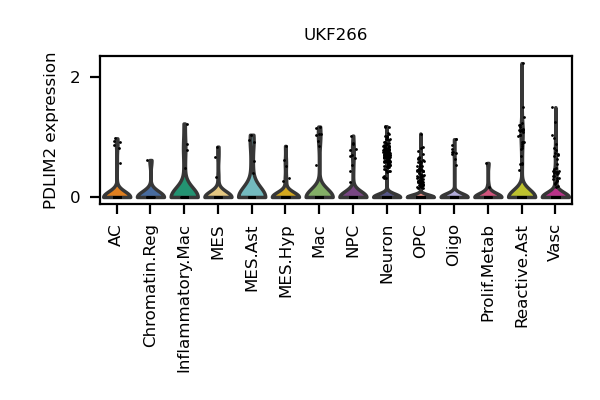 UKF266
PDLIM2 expression
2
0
AC
Chromatin.Reg
Inflammatory.Mac
MES
MES.Ast
MES.Hyp
Mac
NPC
Neuron
OPC
Oligo
Prolif.Metab
Reactive.Ast
Vasc